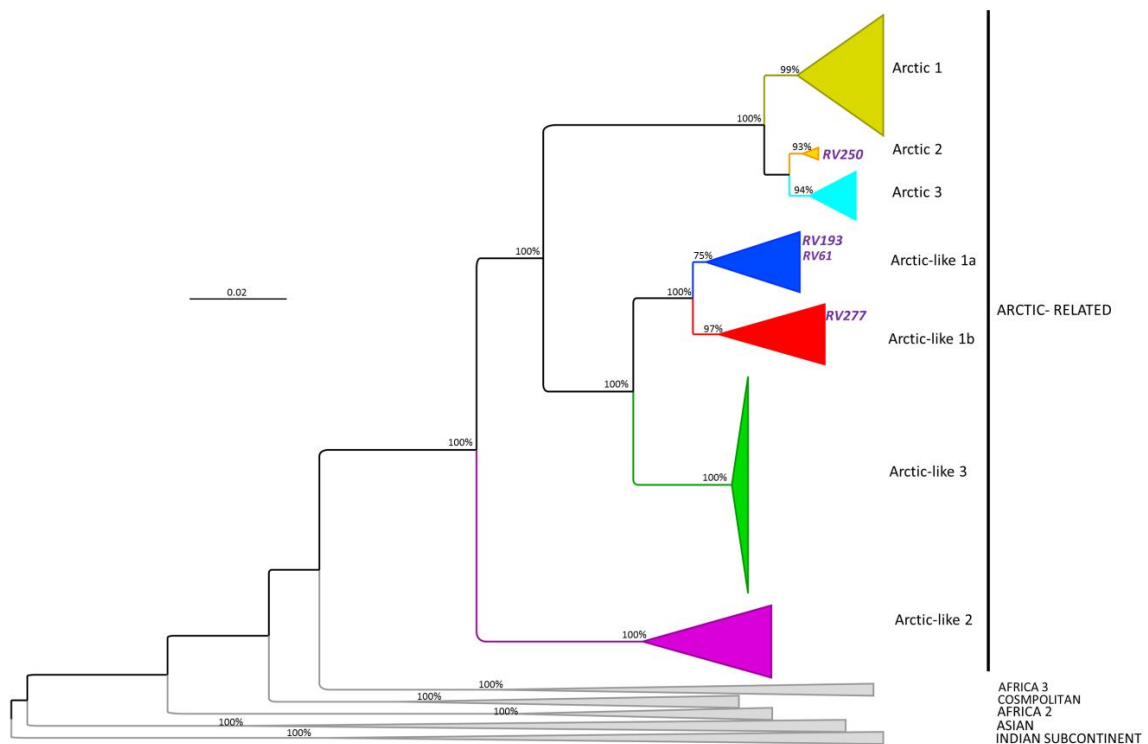 99%
Arctic 1
100%
93%
RV250
Arctic 2
94%
Arctic 3
RV193
RV61
100%
75%
Arctic-like 1a
0.02
100%
ARCTIC- RELATED
RV277
97%
Arctic-like 1b
100%
100%
Arctic-like 3
100%
100%
Arctic-like 2
100%
AFRICA 3
100%
COSMPOLITAN
100%
AFRICA 2
100%
ASIAN
100%
INDIAN SUBCONTINENT